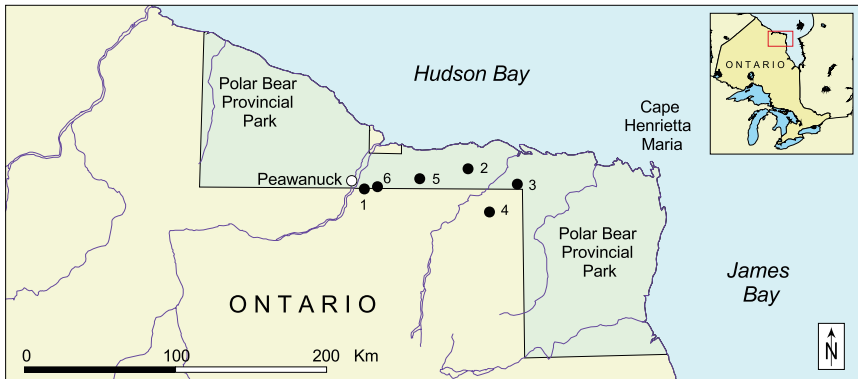 Hudson Bay
ONTARIO
Polar Bear
Provincial
Park
Cape
Henrietta
Maria
Peawanuck
1
6
5
2
3
4
Polar Bear
Provincial
Park
James
Bay
ONTARIO
0 100 200 Km
N